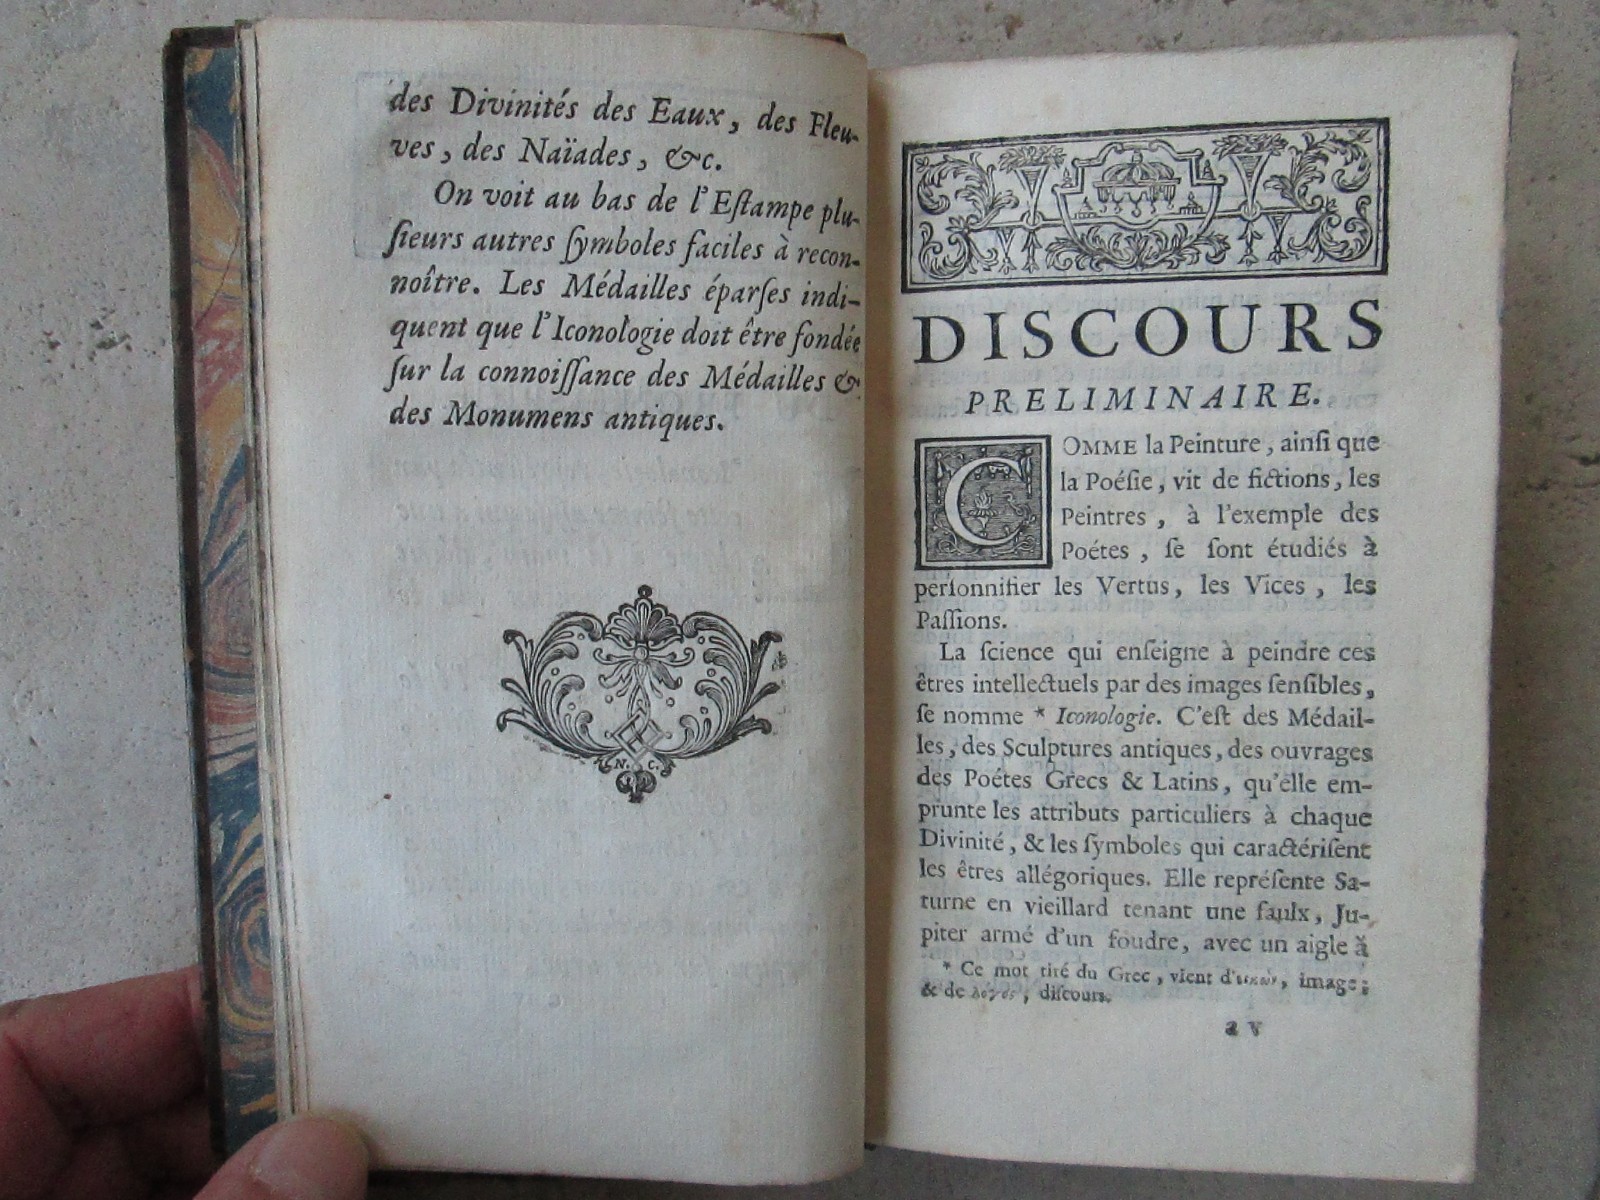 des Divinités des Eaux, des Fleu-
ves, des Naïades, &c.
On voit au bas de l'Eſtampe plu-
ſieurs autres ſymboles faciles à recon-
noître. Les Médailles éparſes indi-
quent que l'Iconologie doit être fondée
ſur la connoiſſance des Médailles &
des Monumens antiques.
N. C.
DISCOURS
PRELIMINAIRE.
COMME la Peinture, ainſi que
la Poéſie, vit de fictions, les
Peintres, à l'exemple des
Poétes, ſe ſont étudiés à
perſonnifier les Vertus, les Vices, les
Paſſions.
La ſcience qui enſeigne à peindre ces
êtres intellectuels par des images ſenſibles,
ſe nomme * Iconologie. C'eſt des Médail-
les, des Sculptures antiques, des ouvrages
des Poétes Grecs & Latins, qu'elle em-
prunte les attributs particuliers à chaque
Divinité, & les ſymboles qui caractériſent
les êtres allégoriques. Elle repréſente Sa-
turne en vieillard tenant une faulx, Ju-
piter armé d'un foudre, avec un aigle à
* Ce mot tiré du Grec, vient d', image;
& de λόγος, diſcours.
a v